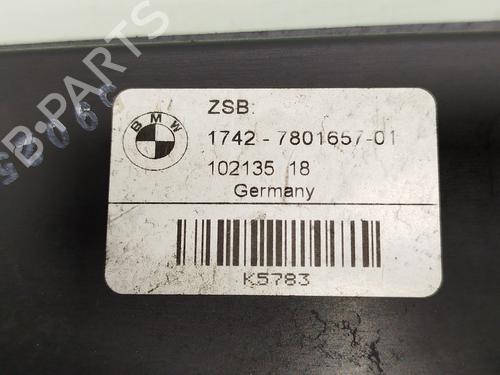 B-PARTS
BMW
ZSB:
1742 - 7801657-01
102135 18
Germany
K5783